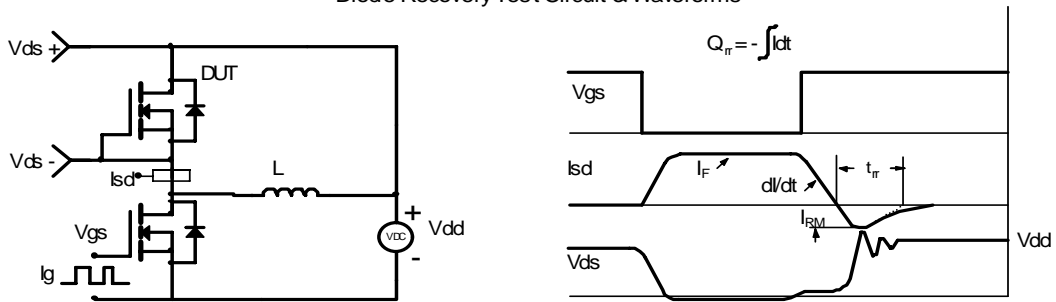 Diode Recovery Test Circuit & Waveforms
Vds +
DUT
Vds -
Isd
L
Vgs
Ig
VDC
+
-
Vdd
Qrr = - ∫Idt
Vgs
Isd
IF
dI/dt
trr
IRM
Vdd
Vds